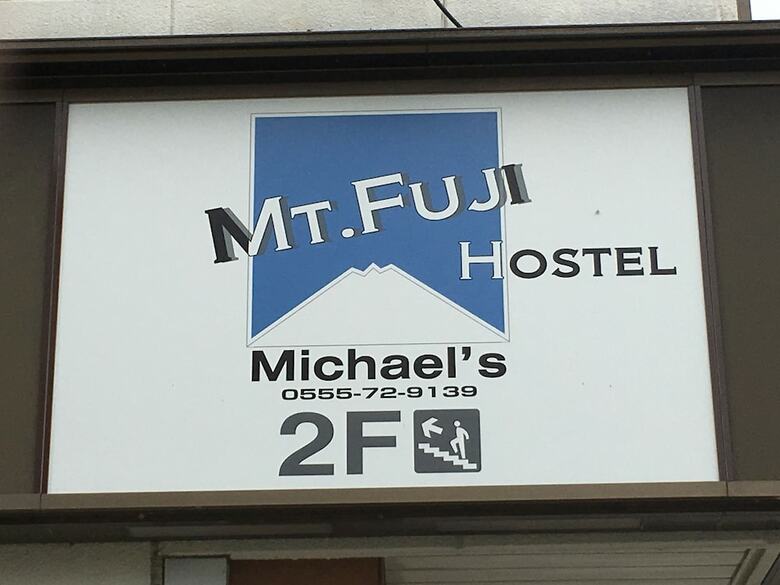 Mt.Fuji
Hostel
Michael's
0555-72-9139
2F